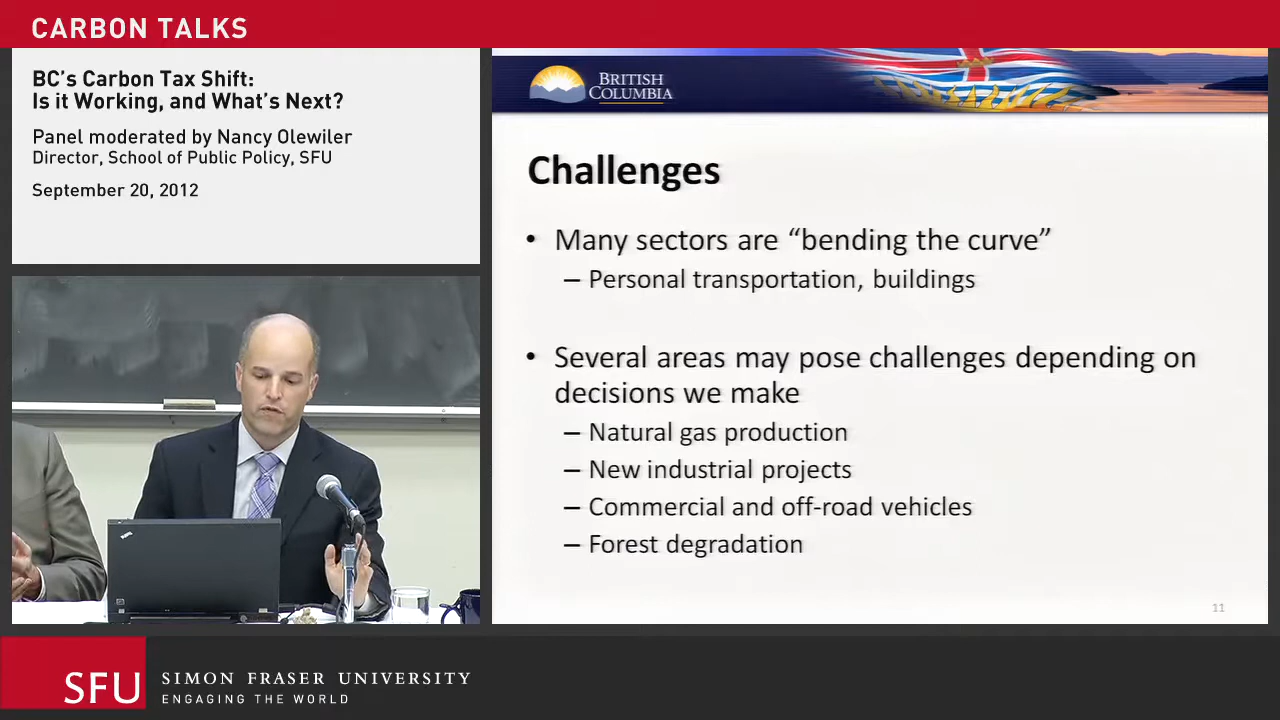 CARBON TALKS
BC's Carbon Tax Shift:
Is it Working, and What's Next?
Panel moderated by Nancy Olewiler
Director, School of Public Policy, SFU
September 20, 2012
BRITISH
COLUMBIA
Challenges
• Many sectors are “bending the curve”
– Personal transportation, buildings
• Several areas may pose challenges depending on
decisions we make
– Natural gas production
– New industrial projects
– Commercial and off-road vehicles
– Forest degradation
11
SFU
SIMON FRASER UNIVERSITY
ENGAGING THE WORLD